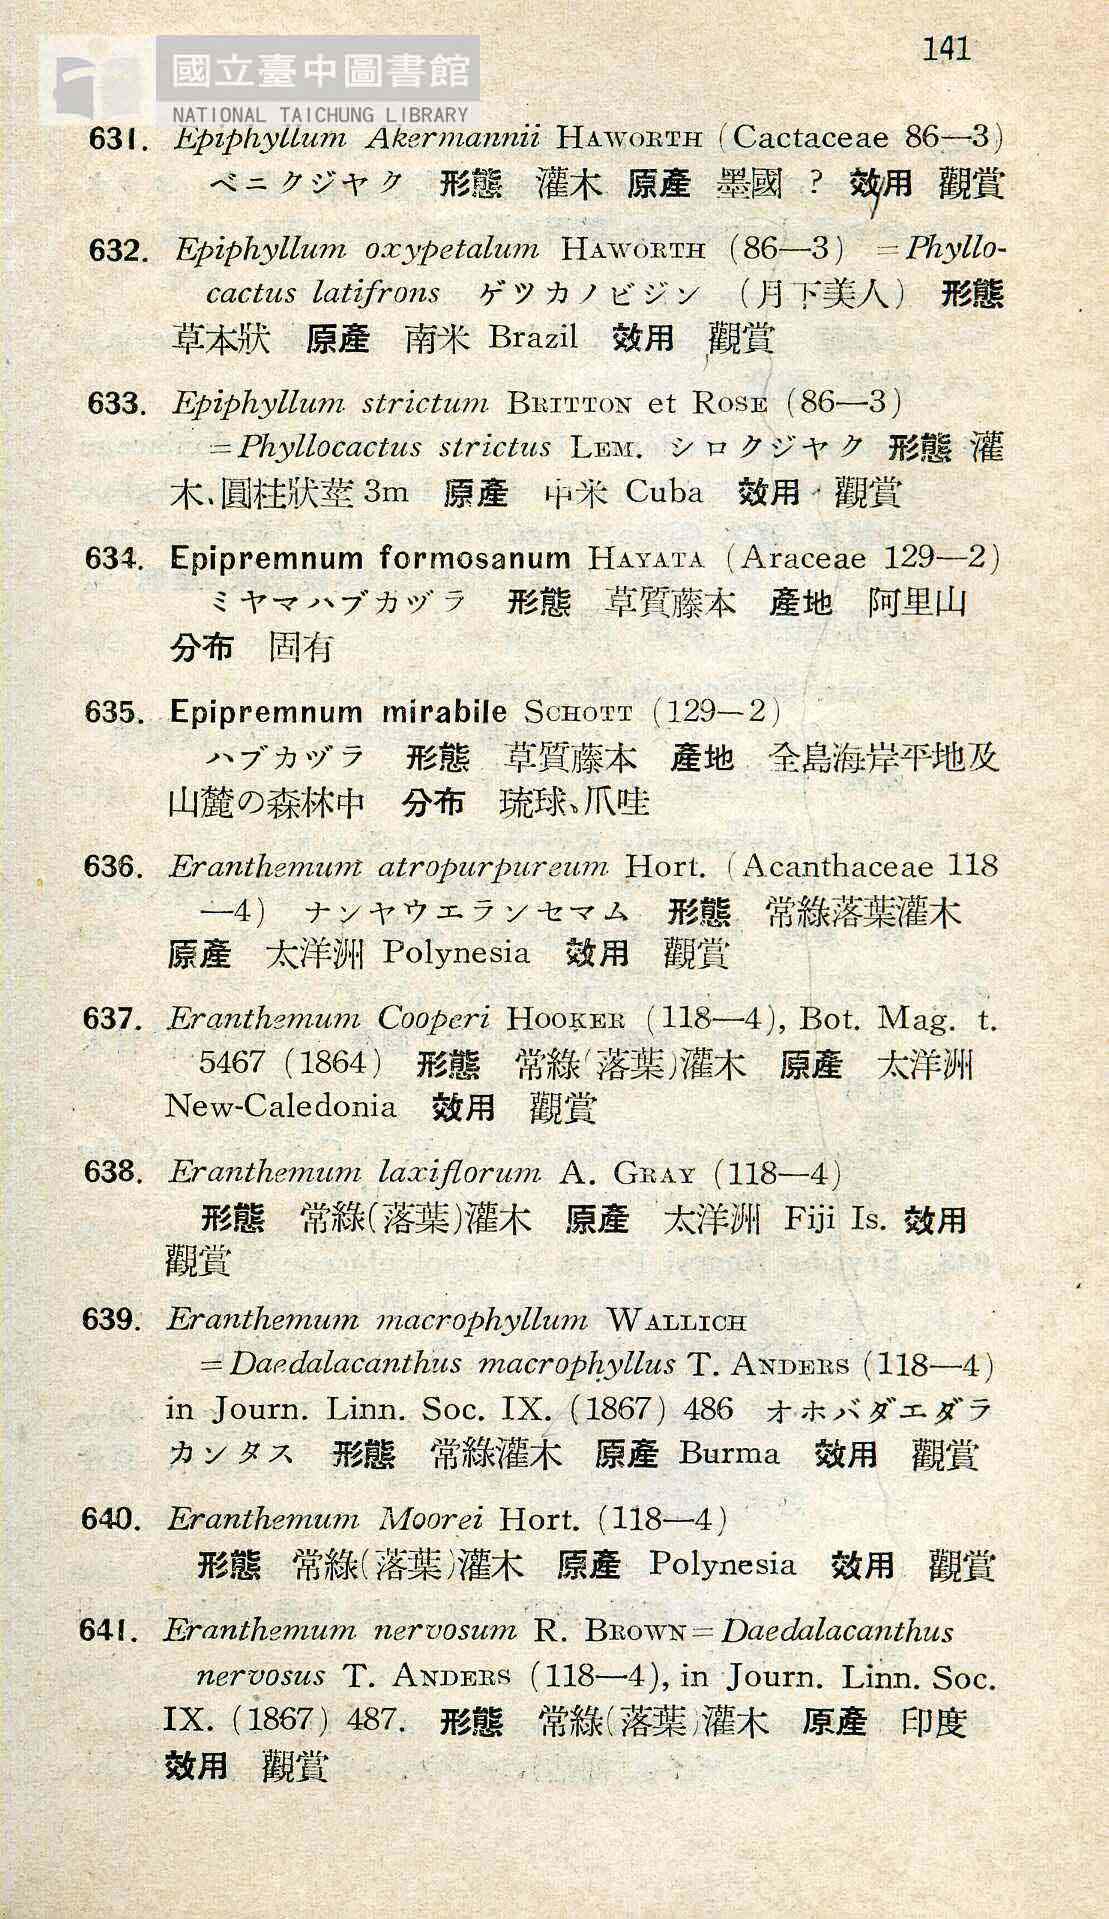 141
國立臺中圖書館
NATIONAL TAICHUNG LIBRARY
631. Epiphyllum Akermannii HAWORTH (Cactaceae 86—3)
ベニクジヤク 形態 灌木 原產 墨國 ? 效用 觀賞
632. Epiphyllum oxypetalum HAWORTH (86—3) =Phyllo-
cactus latifrons ゲツカノビジン (月下美人) 形態
草本狀 原產 南米 Brazil 效用 觀賞
633. Epiphyllum strictum BRITTON et ROSE (86—3)
=Phyllocactus strictus LEM. シロクジヤク 形態 灌
木、圓柱狀莖 3m 原產 中米 Cuba 效用 觀賞
634. Epipremnum formosanum HAYATA (Araceae 129—2)
ミヤマハブカヅラ 形態 草質藤本 產地 阿里山
分布 固有
635. Epipremnum mirabile SCHOTT (129—2)
ハブカヅラ 形態 草質藤本 產地 全島海岸平地及
山麓の森林中 分布 琉球、爪哇
636. Eranthemum atropurpureum Hort. (Acanthaceae 118
—4) ナンヤウエランセマム 形態 常綠落葉灌木
原產 太洋洲 Polynesia 效用 觀賞
637. Eranthemum Cooperi HOOKER (118—4), Bot. Mag. t.
5467 (1864) 形態 常綠(落葉)灌木 原產 太洋洲
New-Caledonia 效用 觀賞
638. Eranthemum laxiflorum A. GRAY (118—4)
形態 常綠(落葉)灌木 原產 太洋洲 Fiji Is. 效用
觀賞
639. Eranthemum macrophyllum WALLICH
=Daedalacanthus macrophyllus T. ANDERS (118—4)
in Journ. Linn. Soc. IX. (1867) 486 オホバダエダラ
カンタス 形態 常綠灌木 原產 Burma 效用 觀賞
640. Eranthemum Moorei Hort. (118—4)
形態 常綠(落葉)灌木 原產 Polynesia 效用 觀賞
641. Eranthemum nervosum R. BROWN=Daedalacanthus
nervosus T. ANDERS (118—4), in Journ. Linn. Soc.
IX. (1867) 487. 形態 常綠(落葉)灌木 原產 印度
效用 觀賞